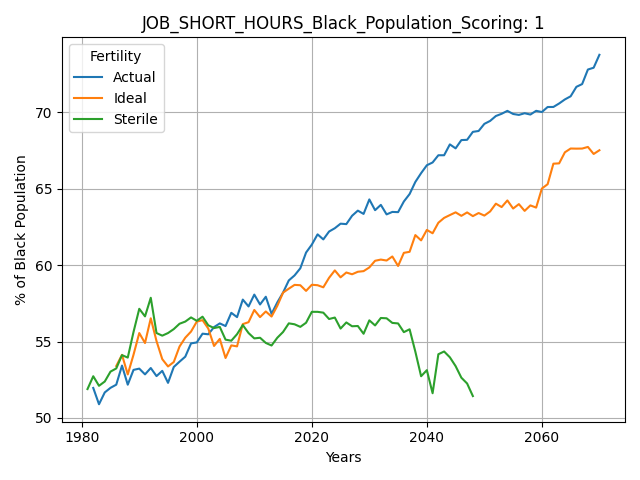 JOB_SHORT_HOURS_Black_Population_Scoring: 1
Fertility
Actual
Ideal
Sterile
% of Black Population
70
65
60
55
50
1980 2000 2020 2040 2060
Years